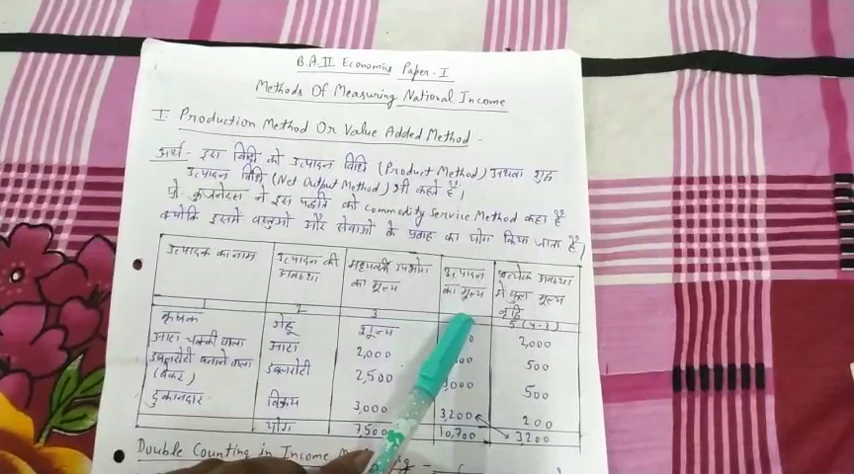 B.A-II Economics Paper-I
Methods Of Measuring National Income
I. Production Method Or Value Added Method -
अर्थ- इस विधि को उत्पादन विधि (Product Method) अथवा शुद्ध
उत्पादन विधि (Net Output Method) भी कहते हैं।
प्रो. कुजनेट्स ने इस पद्धति को Commodity Service Method कहा है
क्योंकि इसमें वस्तुओं और सेवाओं के प्रवाह का योग किया जाता है।
उत्पादक का नाम उत्पादन की अवस्था मध्यवर्ती उपभोग का मूल्य उत्पादन का मूल्य प्रत्येक अवस्था में कुल मूल्य वृद्धि
1 2 3 5 (4-3)
कृषक गेहूं शून्य 2,000
आटा चक्की वाला आटा 2,000 500
डबलरोटी बनाने वाला (बेकर) डबलरोटी 2,500 500
दुकानदार विक्रय 3,000 3,200 200
योग 7,500 10,700 3200
Double Counting in Income